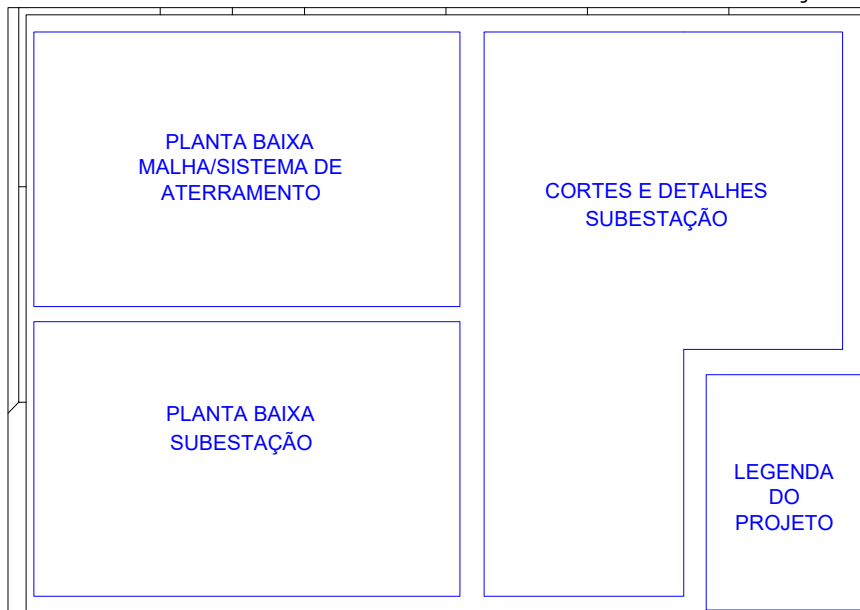 PLANTA BAIXA
MALHA/SISTEMA DE
ATERRAMENTO
CORTES E DETALHES
SUBESTAÇÃO
PLANTA BAIXA
SUBESTAÇÃO
LEGENDA
DO
PROJETO